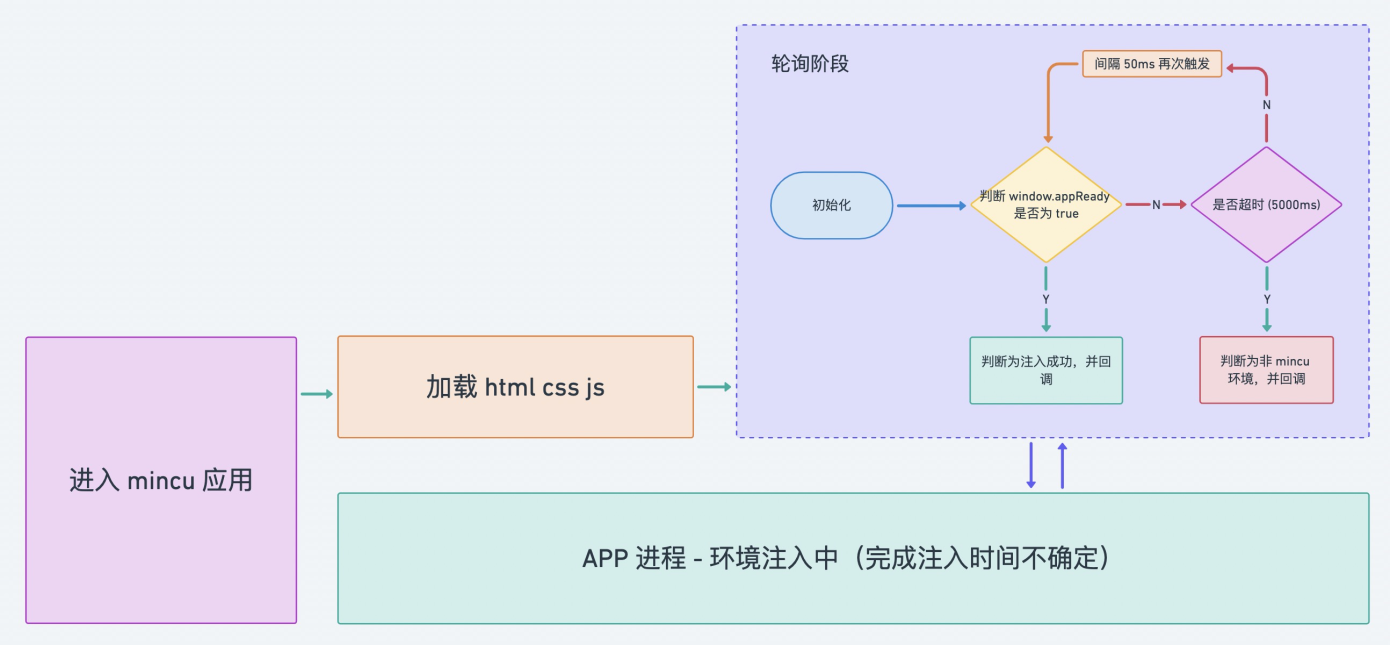 轮询阶段
间隔 50ms 再次触发
N
初始化
判断 window.appReady
是否为 true
N
是否超时 (5000ms)
Y
Y
判断为注入成功，并回
调
判断为非 mincu
环境，并回调
进入 mincu 应用
加载 html css js
APP 进程 - 环境注入中（完成注入时间不确定）